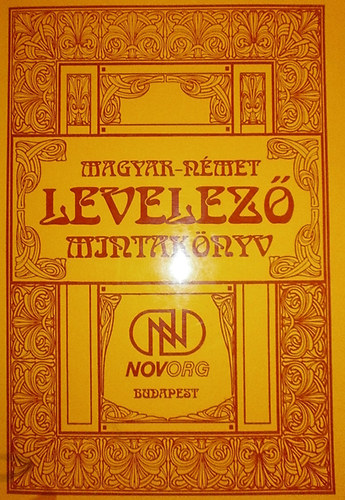 MAGYAR-NÉMET
LEVELEZŐ
MINTAKÖNYV
NOVORG
BUDAPEST